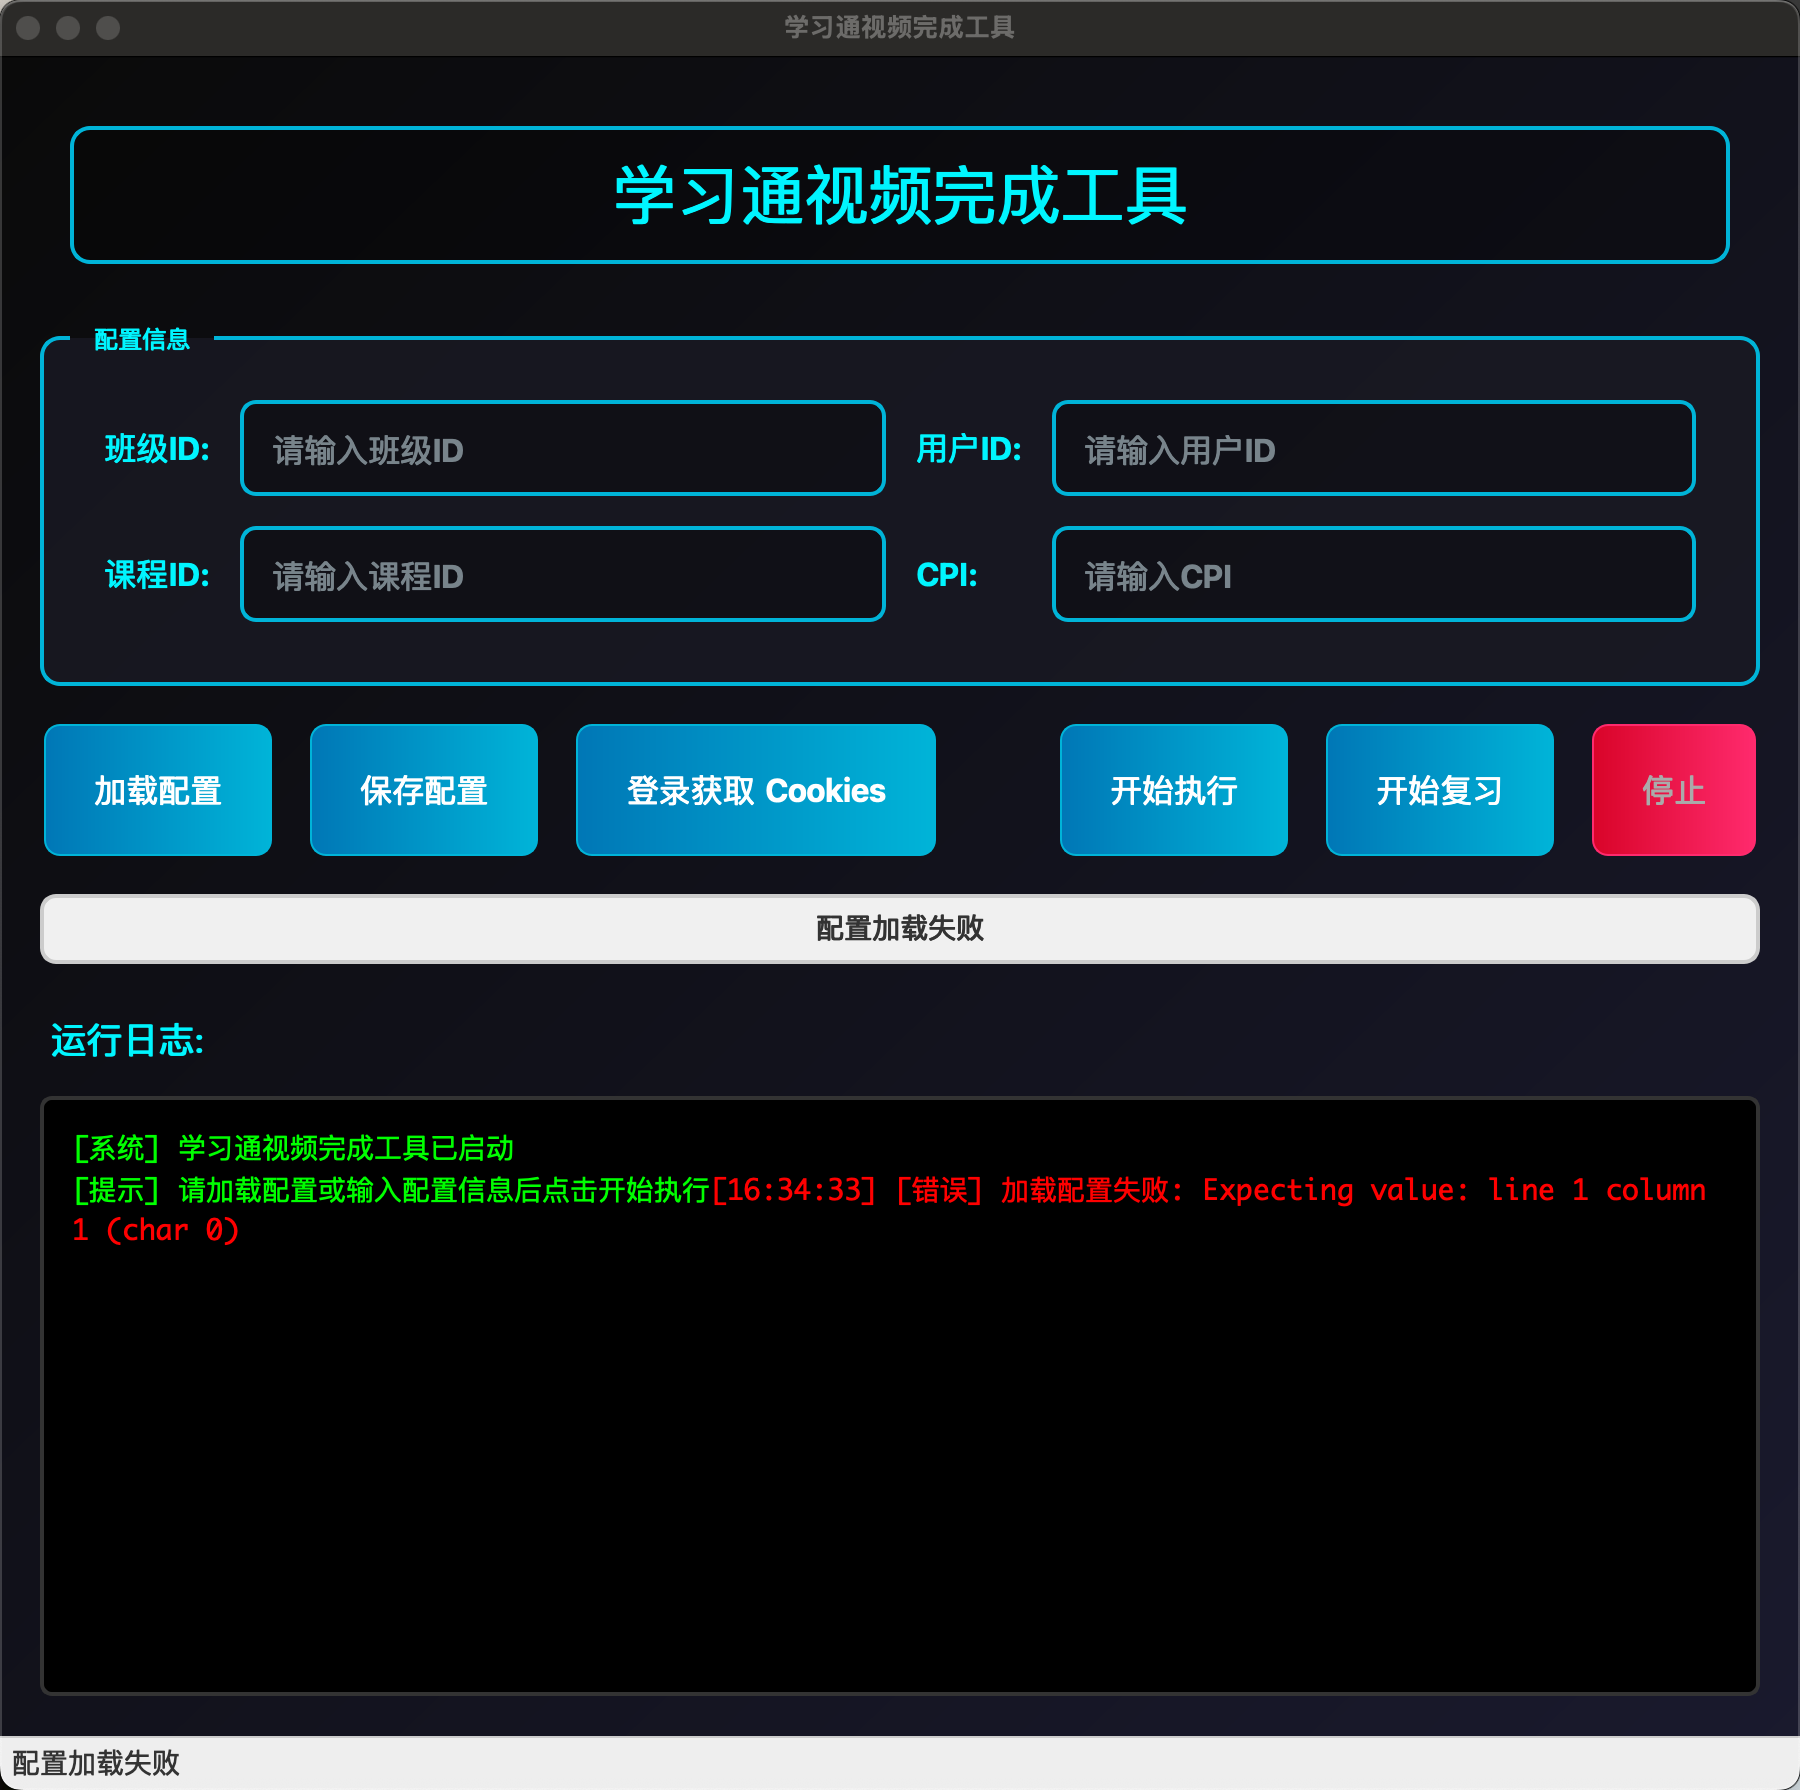 学习通视频完成工具
学习通视频完成工具
配置信息
班级ID: 请输入班级ID 用户ID: 请输入用户ID
课程ID: 请输入课程ID CPI: 请输入CPI
加载配置 保存配置 登录获取 Cookies 开始执行 开始复习 停止
配置加载失败
运行日志:
[系统] 学习通视频完成工具已启动
[提示] 请加载配置或输入配置信息后点击开始执行[16:34:33] [错误] 加载配置失败: Expecting value: line 1 column
1 (char 0)
配置加载失败